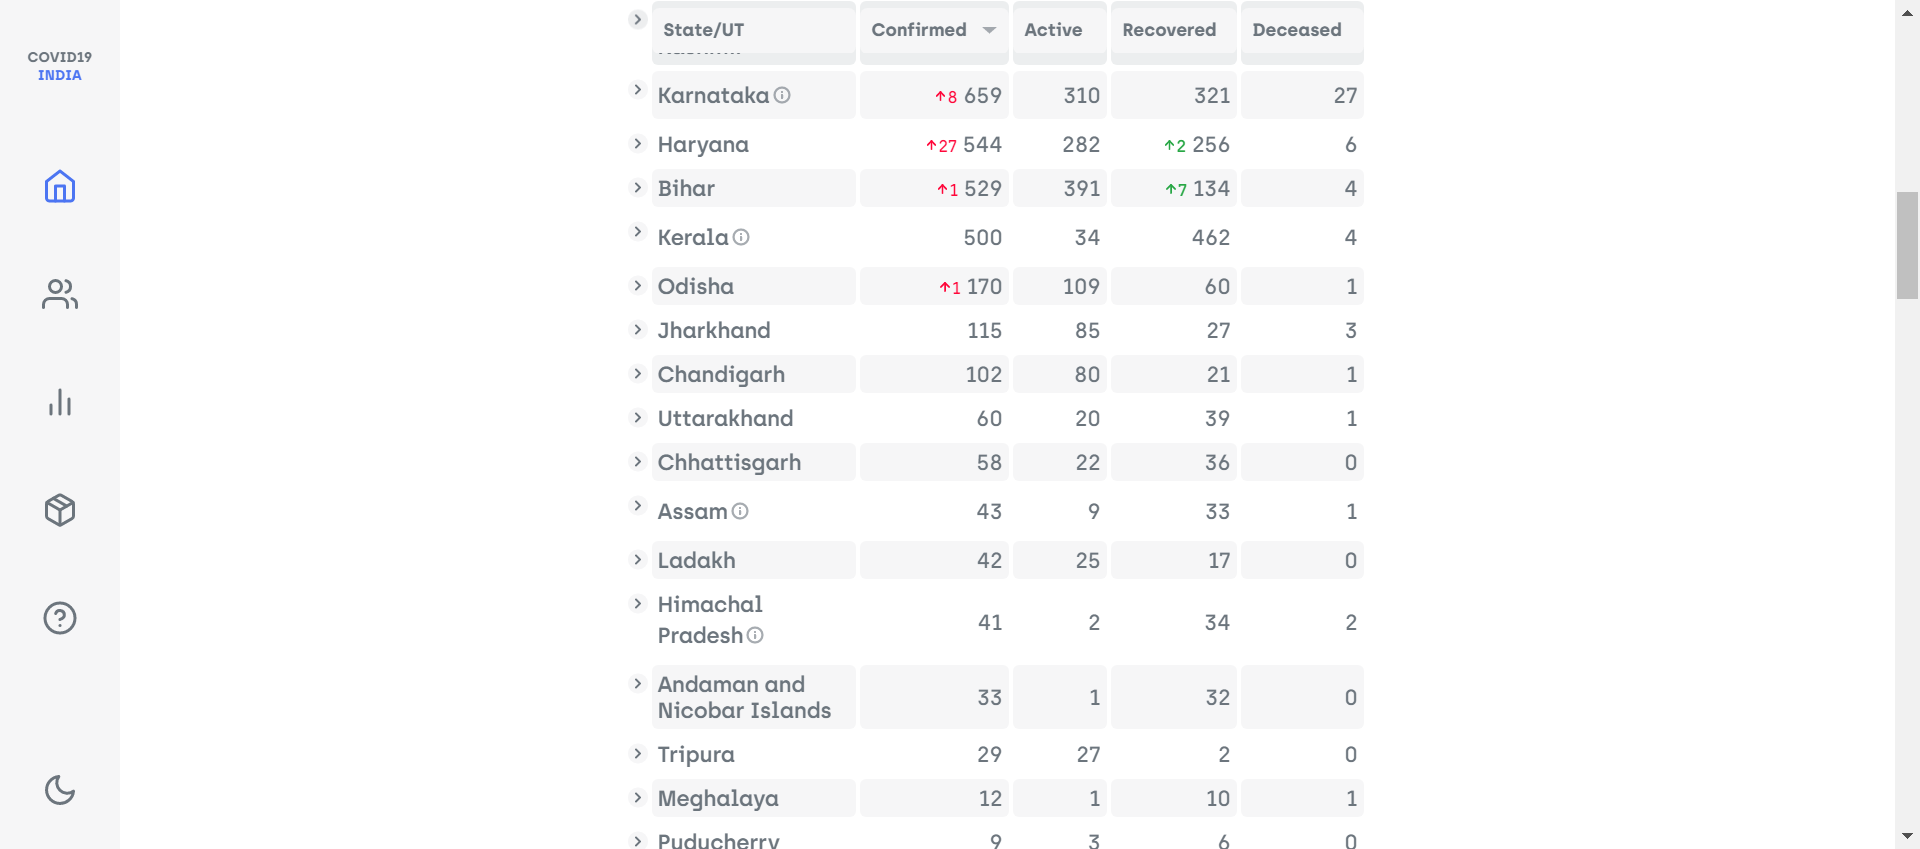 COVID19
INDIA
State/UT Confirmed Active Recovered Deceased
Karnataka ↑8 659 310 321 27
Haryana ↑27 544 282 ↑2 256 6
Bihar ↑1 529 391 ↑7 134 4
Kerala 500 34 462 4
Odisha ↑1 170 109 60 1
Jharkhand 115 85 27 3
Chandigarh 102 80 21 1
Uttarakhand 60 20 39 1
Chhattisgarh 58 22 36 0
Assam 43 9 33 1
Ladakh 42 25 17 0
Himachal
Pradesh 41 2 34 2
Andaman and
Nicobar Islands 33 1 32 0
Tripura 29 27 2 0
Meghalaya 12 1 10 1
Puducherry 9 3 6 0